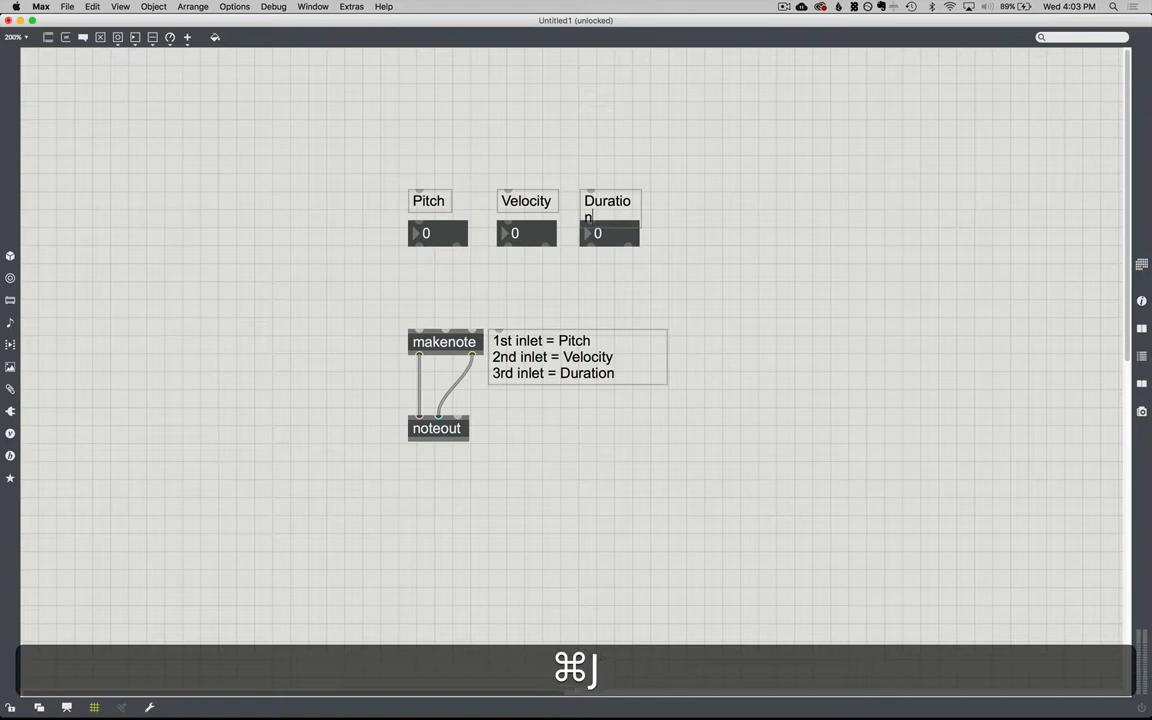 Max File Edit View Object Arrange Options Debug Window Extras Help
89% Wed 4:03 PM
Untitled1 (unlocked)
200%
Pitch
Velocity
Duratio
n
0
0
0
makenote
1st inlet = Pitch
2nd inlet = Velocity
3rd inlet = Duration
noteout
⌘J